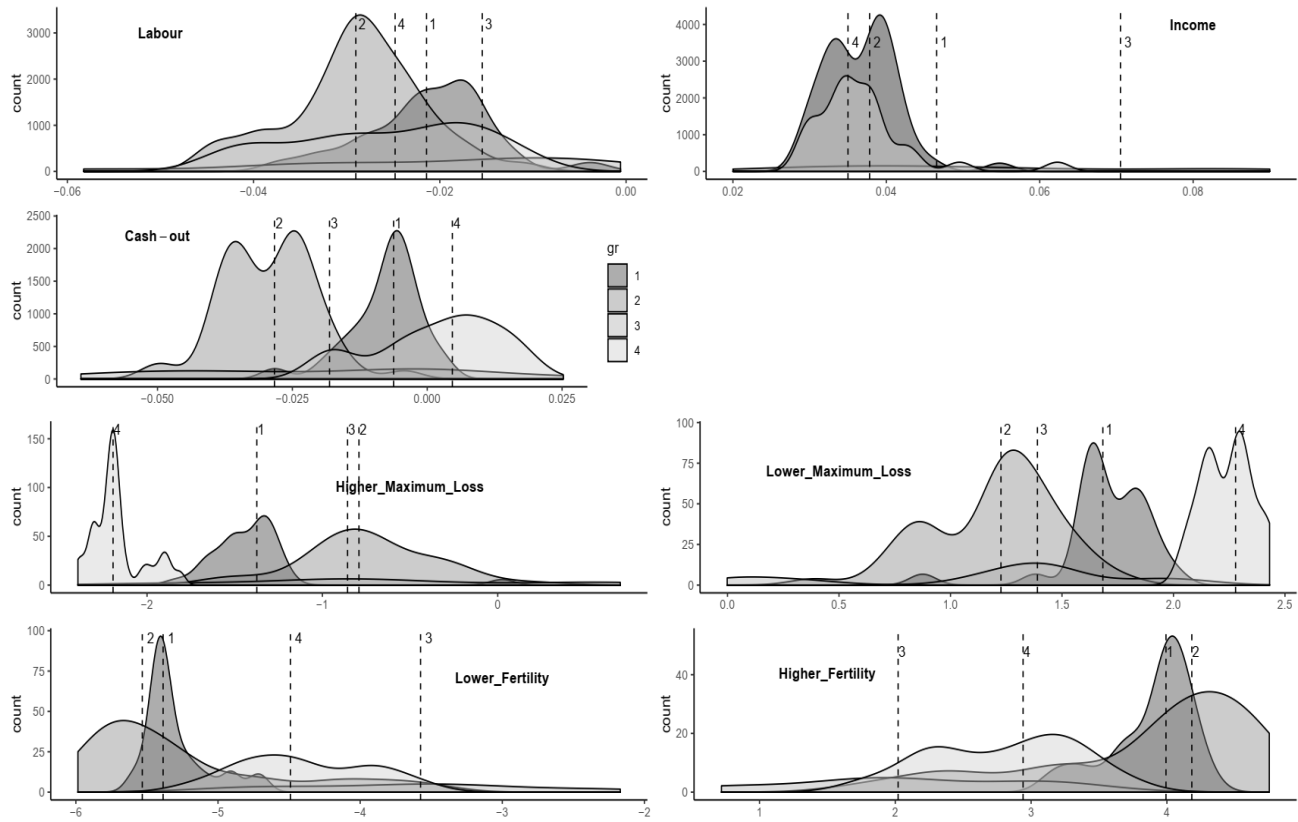 Labour
2 4 1 3
count
3000
2000
1000
0
−0.06 −0.04 −0.02 0.00
Income
4 2 1 3
count
4000
3000
2000
1000
0
0.02 0.04 0.06 0.08
Cash−out
2 3 1 4
count
2500
2000
1500
1000
500
0
−0.050 −0.025 0.000 0.025
gr
1
2
3
4
Higher_Maximum_Loss
4 1 3 2
count
150
100
50
0
−2 −1 0
Lower_Maximum_Loss
2 3 1 4
count
100
75
50
25
0
0.0 0.5 1.0 1.5 2.0 2.5
Lower_Fertility
2 1 4 3
count
100
75
50
25
0
−6 −5 −4 −3 −2
Higher_Fertility
3 4 1 2
count
40
20
0
1 2 3 4